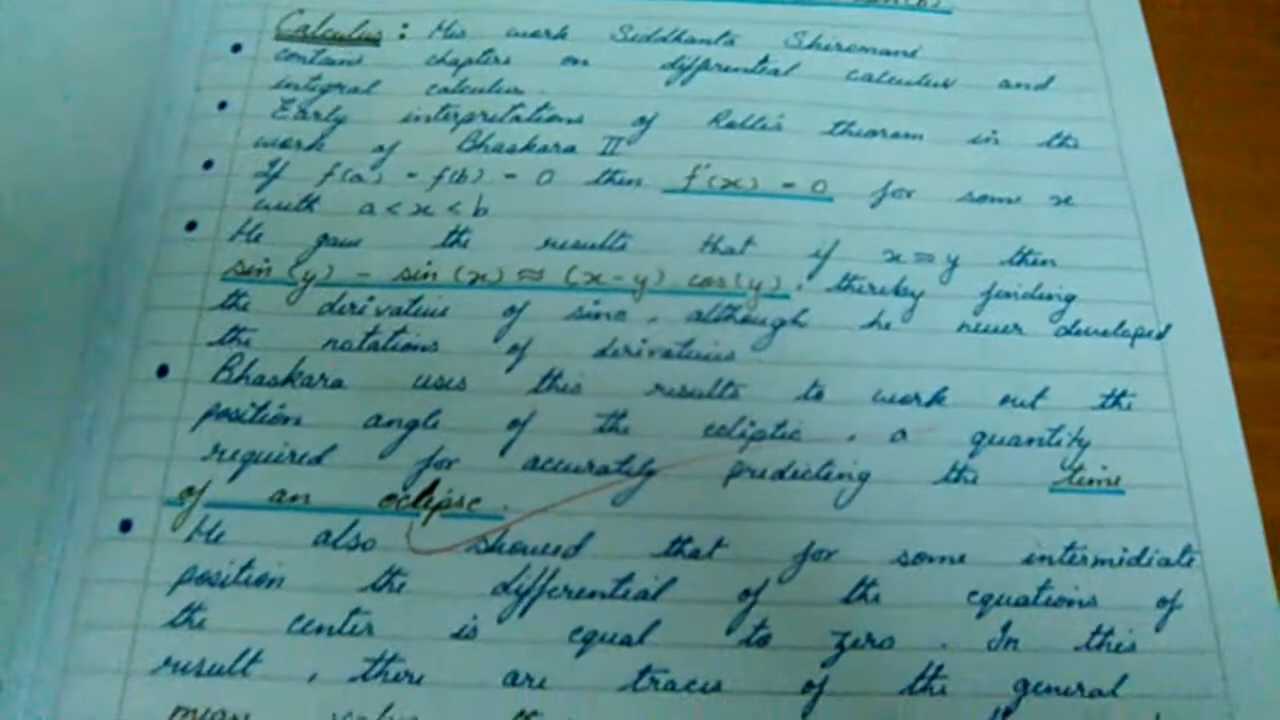 Calculus : His work Siddhanta Shiromani
• contains chapters on differential calculus and
integral calculus.
• Early interpretations of Rolle's theoram in the
work of Bhaskara II
• If f(a) = f(b) = 0 then f'(x) = 0 for some x
with a < x < b
• He gave the results that if x ≈ y then
sin (y) - sin (x) ≈ (x-y) cos(y), thereby finding
the derivative of sine, although he never developed
the notations of derivatives.
• Bhaskara uses this results to work out the
position angle of the ecliptic, a quantity
required for accurately predicting the time
of an eclipse.
• He also showed that for some intermidiate
position the differential of the equations of
the center is equal to zero. In this
result, there are traces of the general
mean value